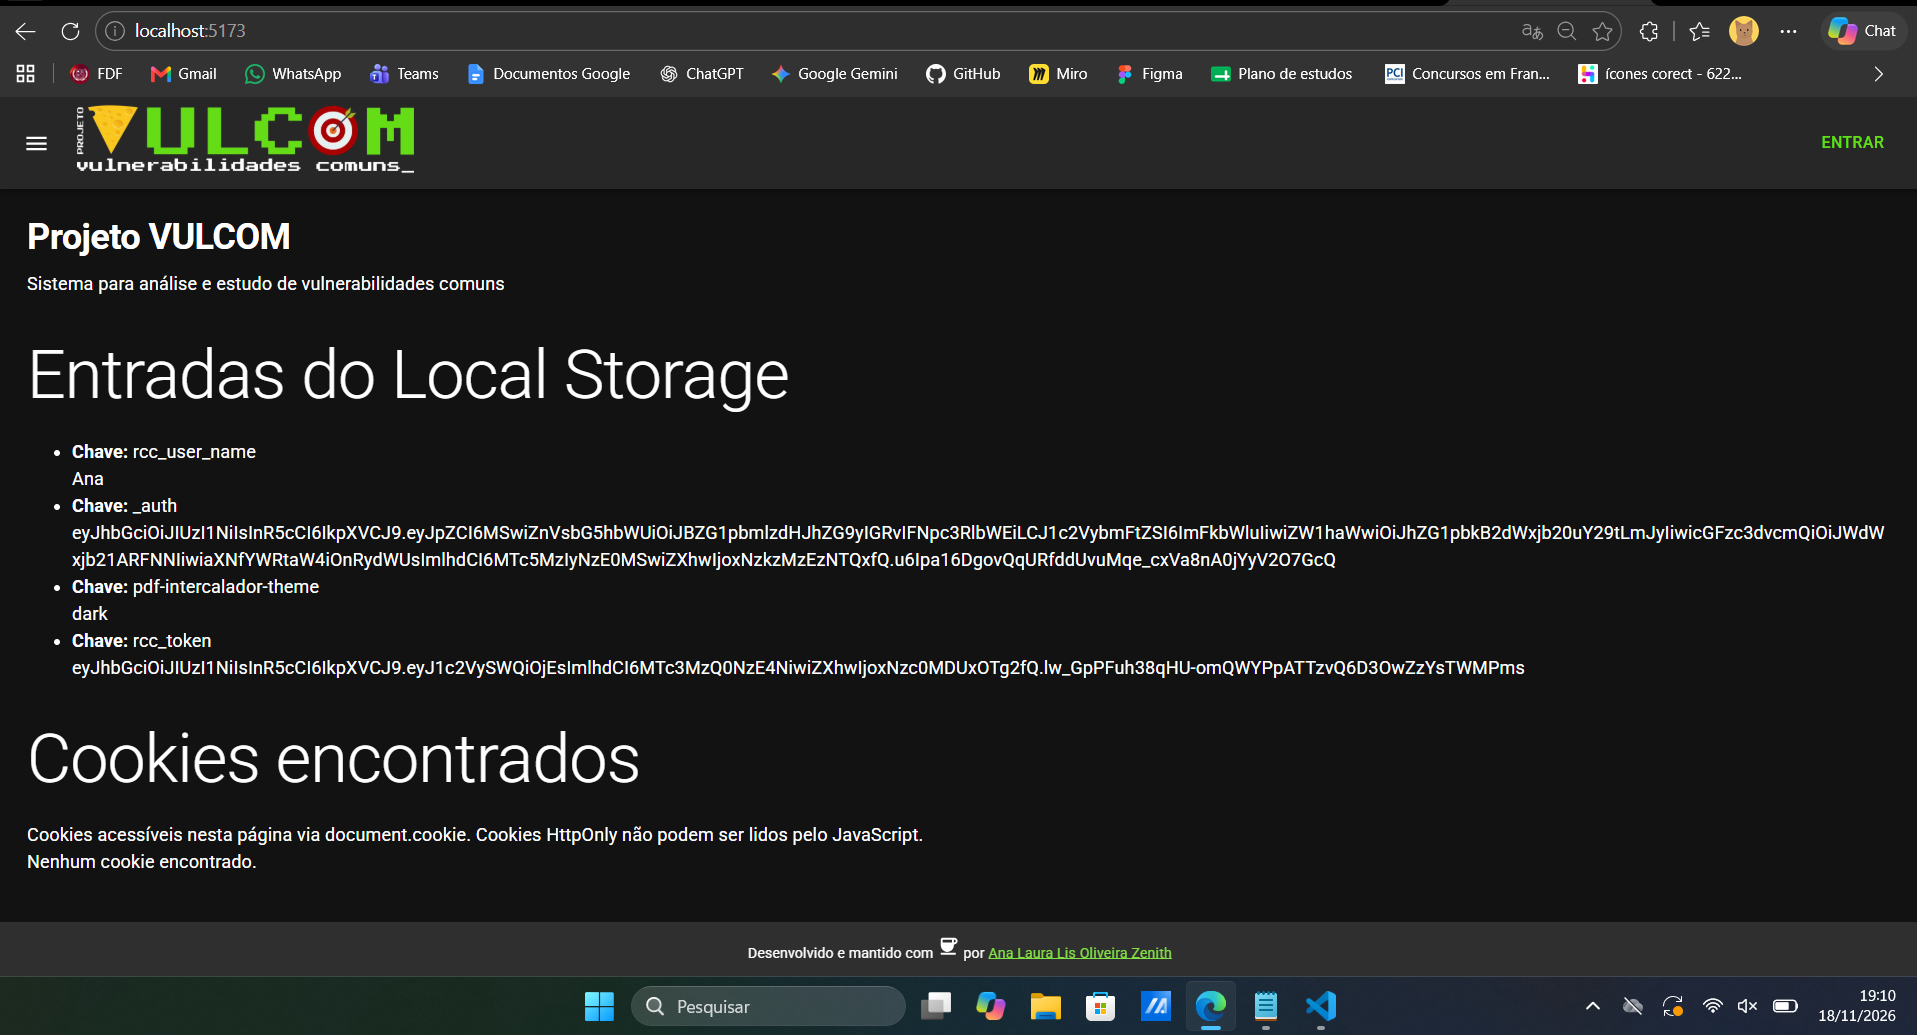 localhost:5173
Chat
FDF
Gmail
WhatsApp
Teams
Documentos Google
ChatGPT
Google Gemini
GitHub
Miro
Figma
Plano de estudos
PCI
Concursos em Fran...
ícones corect - 622...
PROJETO
VULCOM
vulnerabilidades comuns_
ENTRAR
Projeto VULCOM
Sistema para análise e estudo de vulnerabilidades comuns
Entradas do Local Storage
Chave: rcc_user_name
Ana
Chave: _auth
eyJhbGciOiJIUzI1NiIsInR5cCI6IkpXVCJ9.eyJpZCI6MSwiZnVsbG5hbWUiOiJBZG1pbmlzdHJhZG9yIGRvIFNpc3RlbWEiLCJ1c2VybmFtZSI6ImFkbWluIiwiZW1haWwiOiJhZG1pbkB2dWxjb20uY29tLmJyIiwicGFzc3dvcmQiOiJWdW
xjb21ARFNNIiwiaXNfYWRtaW4iOnRydWUsImlhdCI6MTc5MzIyNzE0MSwiZXhwIjoxNzkzMzEzNTQxfQ.u6Ipa16DgovQqURfddUvuMqe_cxVa8nA0jYyV2O7GcQ
Chave: pdf-intercalador-theme
dark
Chave: rcc_token
eyJhbGciOiJIUzI1NiIsInR5cCI6IkpXVCJ9.eyJ1c2VySWQiOjEsImlhdCI6MTc3MzQ0NzE4NiwiZXhwIjoxNzc0MDUxOTg2fQ.lw_GpPFuh38qHU-omQWYPpATTzvQ6D3OwZzYsTWMPms
Cookies encontrados
Cookies acessíveis nesta página via document.cookie. Cookies HttpOnly não podem ser lidos pelo JavaScript.
Nenhum cookie encontrado.
Desenvolvido e mantido com por Ana Laura Lis Oliveira Zenith
Pesquisar
19:10
18/11/2026